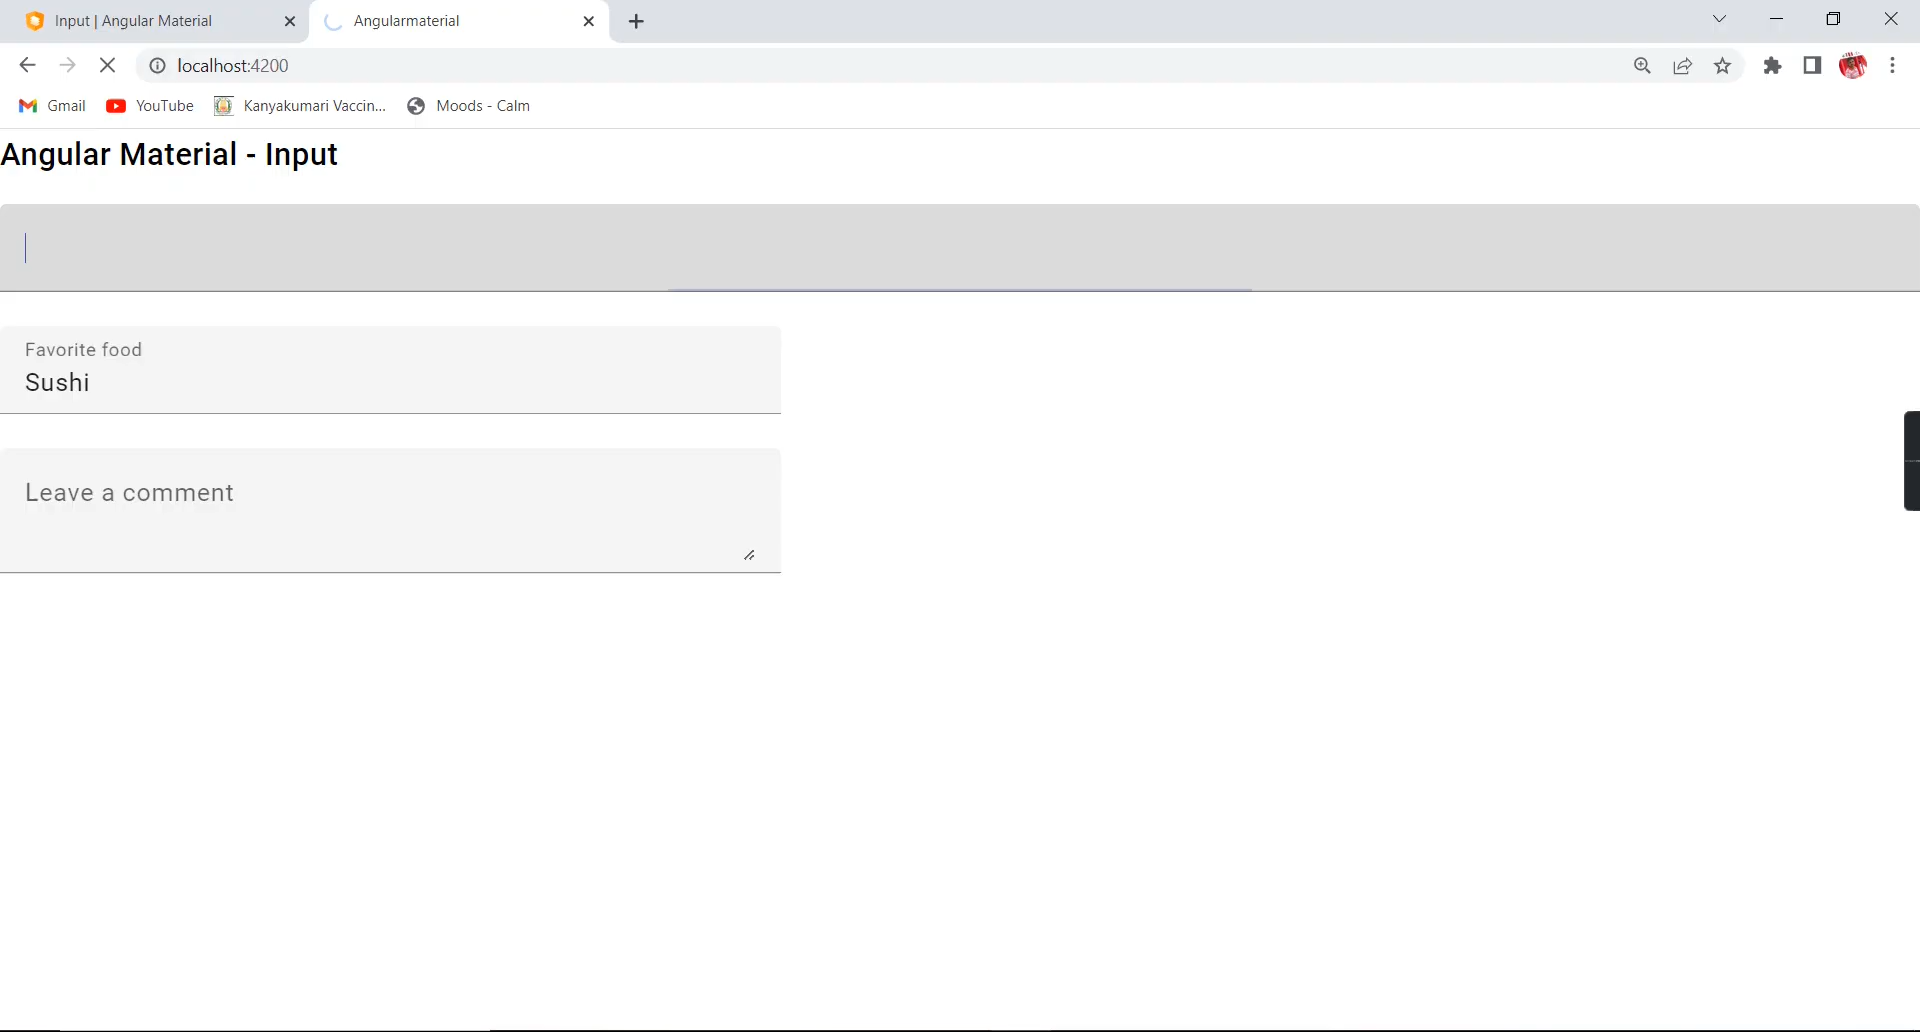 Input | Angular Material
Angularmaterial
localhost:4200
Gmail
YouTube
Kanyakumari Vaccin...
Moods - Calm
Angular Material - Input
Favorite food
Sushi
Leave a comment